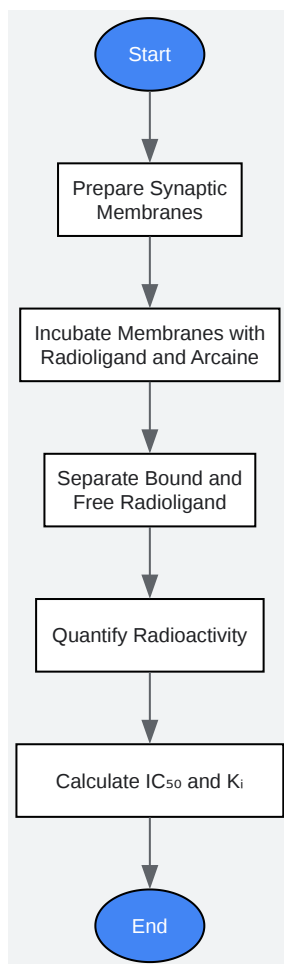 Start
Prepare Synaptic
Membranes
Incubate Membranes with
Radioligand and Arcaine
Separate Bound and
Free Radioligand
Quantify Radioactivity
Calculate IC₅₀ and Kᵢ
End